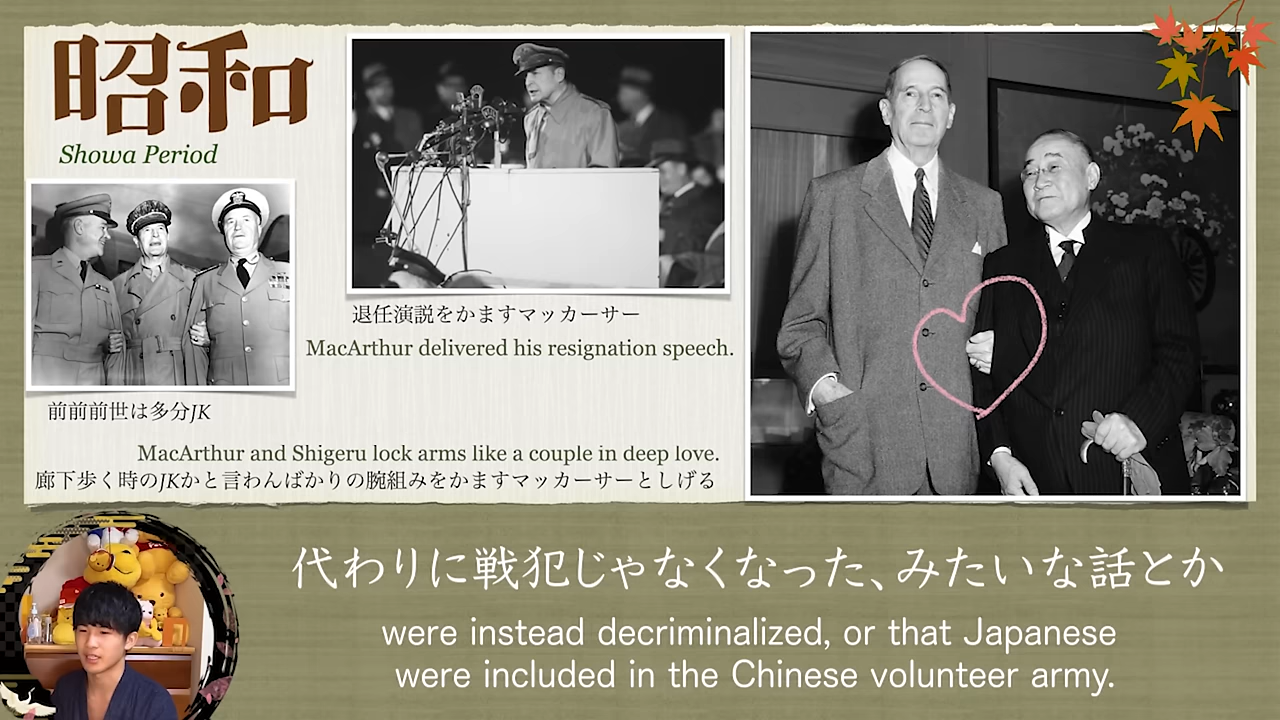 昭和
Showa Period
退任演説をかますマッカーサー
MacArthur delivered his resignation speech.
前前前世は多分JK
MacArthur and Shigeru lock arms like a couple in deep love.
廊下歩く時のJKかと言わんばかりの腕組みをかますマッカーサーとしげる
代わりに戦犯じゃなくなった、みたいな話とか
were instead decriminalized, or that Japanese
were included in the Chinese volunteer army.